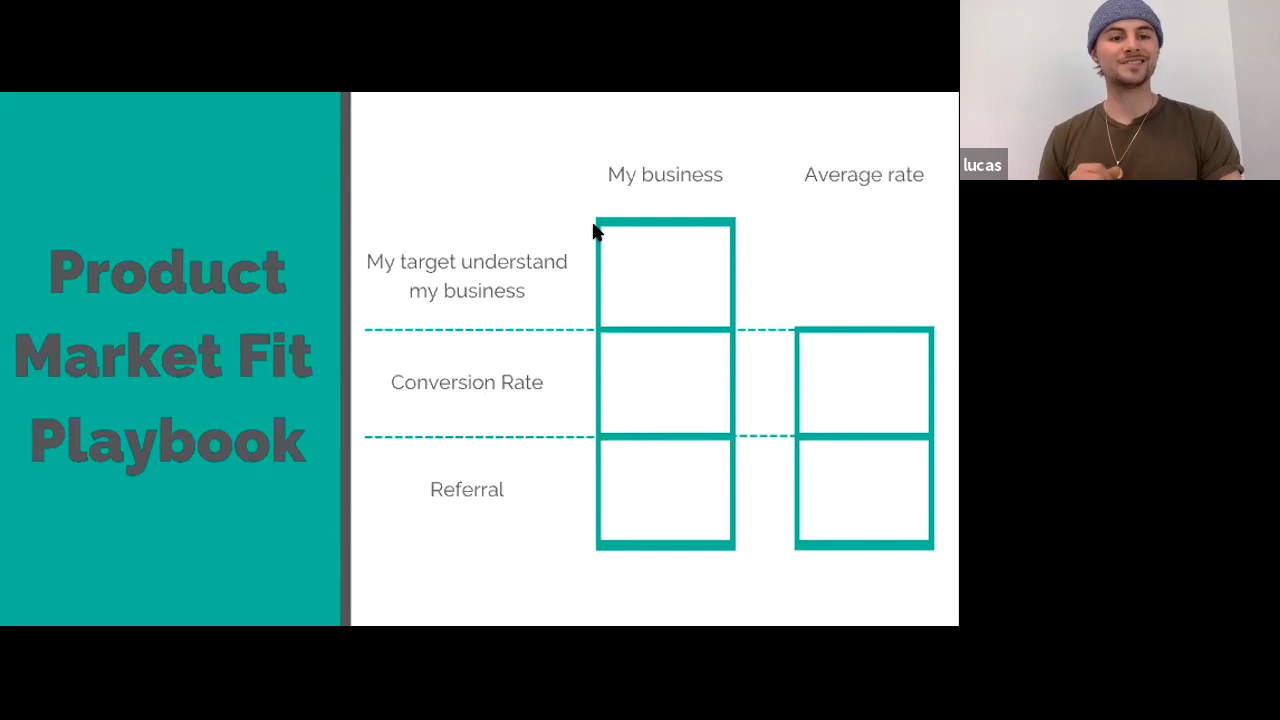 Product
Market Fit
Playbook
My business
Average rate
My target understand
my business
Conversion Rate
Referral
lucas